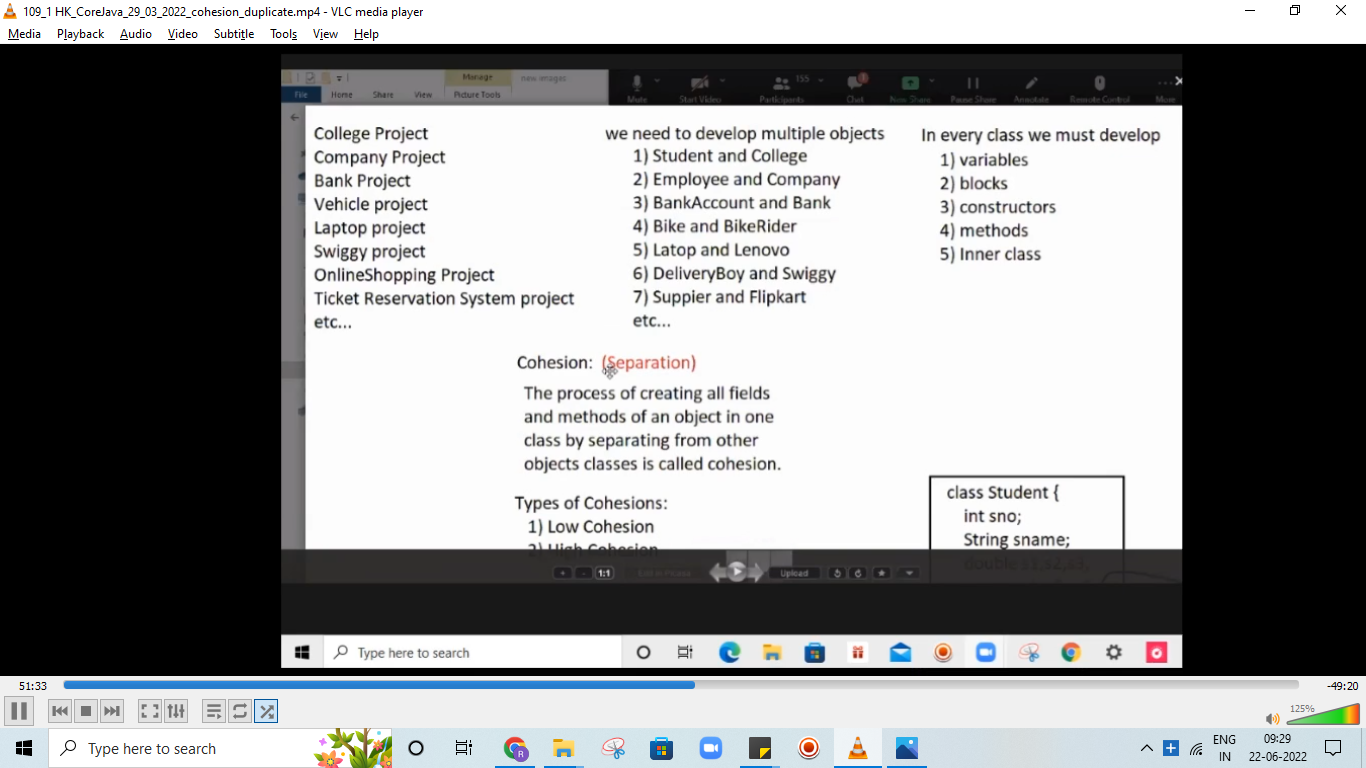 109_1 HK_CoreJava_29_03_2022_cohesion_duplicate.mp4 - VLC media player
Media Playback Audio Video Subtitle Tools View Help
Manage new images
File Home Share View Picture Tools
155 1
Mute Start Video Participants Chat New Share Pause Share Annotate Remote Control More
College Project
Company Project
Bank Project
Vehicle project
Laptop project
Swiggy project
OnlineShopping Project
Ticket Reservation System project
etc...
we need to develop multiple objects
1) Student and College
2) Employee and Company
3) BankAccount and Bank
4) Bike and BikeRider
5) Latop and Lenovo
6) DeliveryBoy and Swiggy
7) Suppier and Flipkart
etc...
In every class we must develop
1) variables
2) blocks
3) constructors
4) methods
5) Inner class
Cohesion: (Separation)
The process of creating all fields
and methods of an object in one
class by separating from other
objects classes is called cohesion.
Types of Cohesions:
1) Low Cohesion
2) High Cohesion
class Student {
int sno;
String sname;
1:1 Edit in Picasa Upload
Type here to search
51:33 -49:20
125%
Type here to search
ENG 09:29
IN 22-06-2022